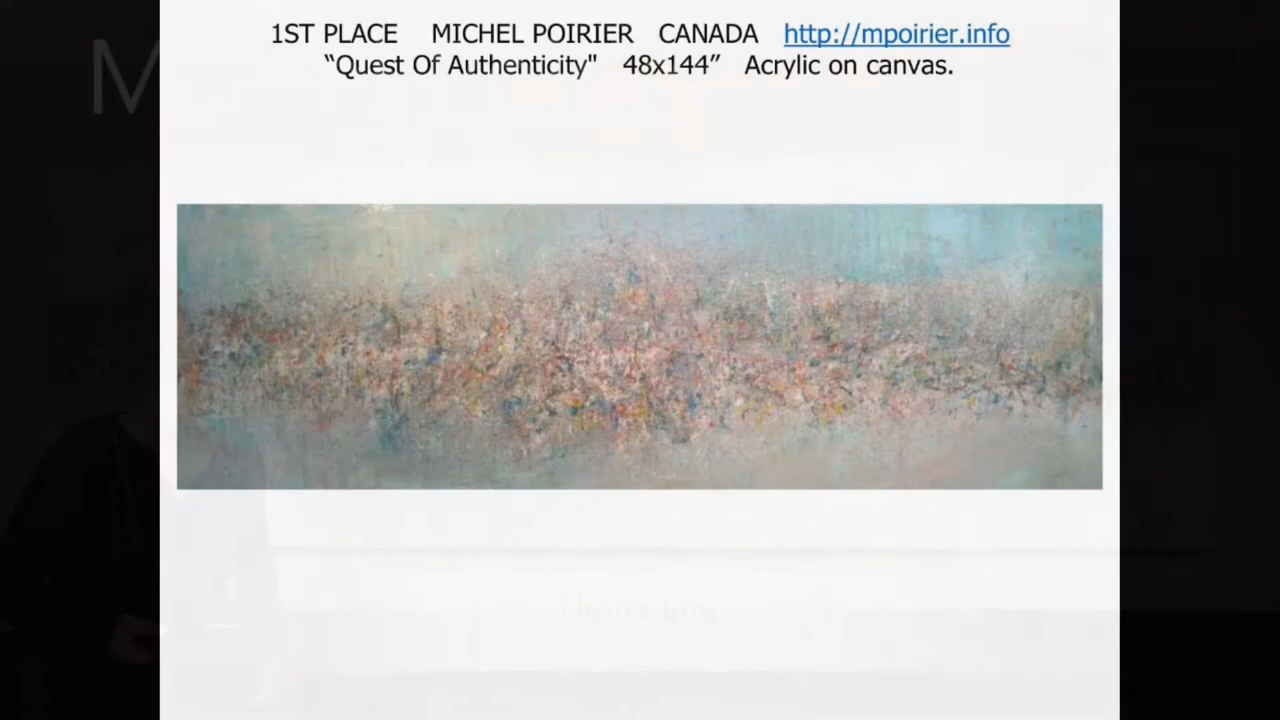 1ST PLACE MICHEL POIRIER CANADA http://mpoirier.info
“Quest Of Authenticity" 48x144” Acrylic on canvas.
M